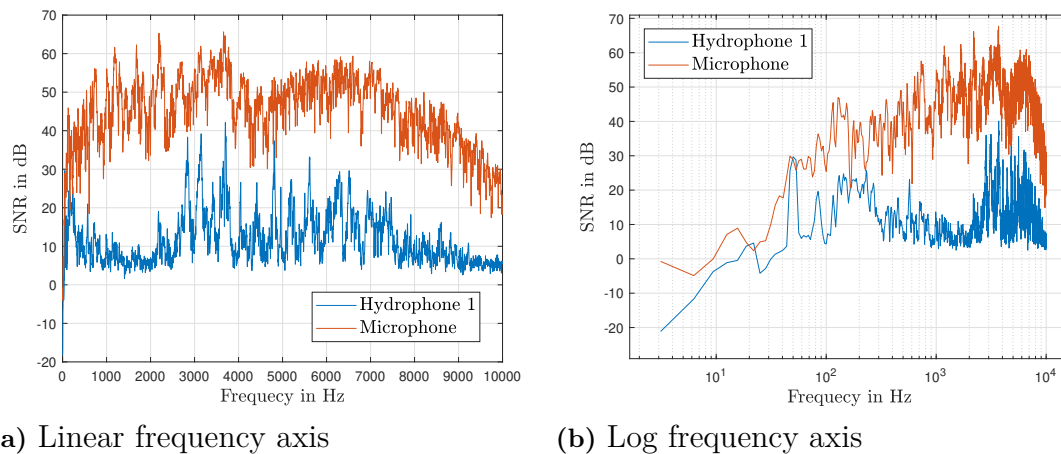 70
60
50
40
30
20
10
0
-10
-20
SNR in dB
0 1000 2000 3000 4000 5000 6000 7000 8000 9000 10000
Frequecy in Hz
Hydrophone 1
Microphone
a) Linear frequency axis
70
60
50
40
30
20
10
0
-10
-20
SNR in dB
10¹ 10² 10³ 10⁴
Frequecy in Hz
Hydrophone 1
Microphone
(b) Log frequency axis